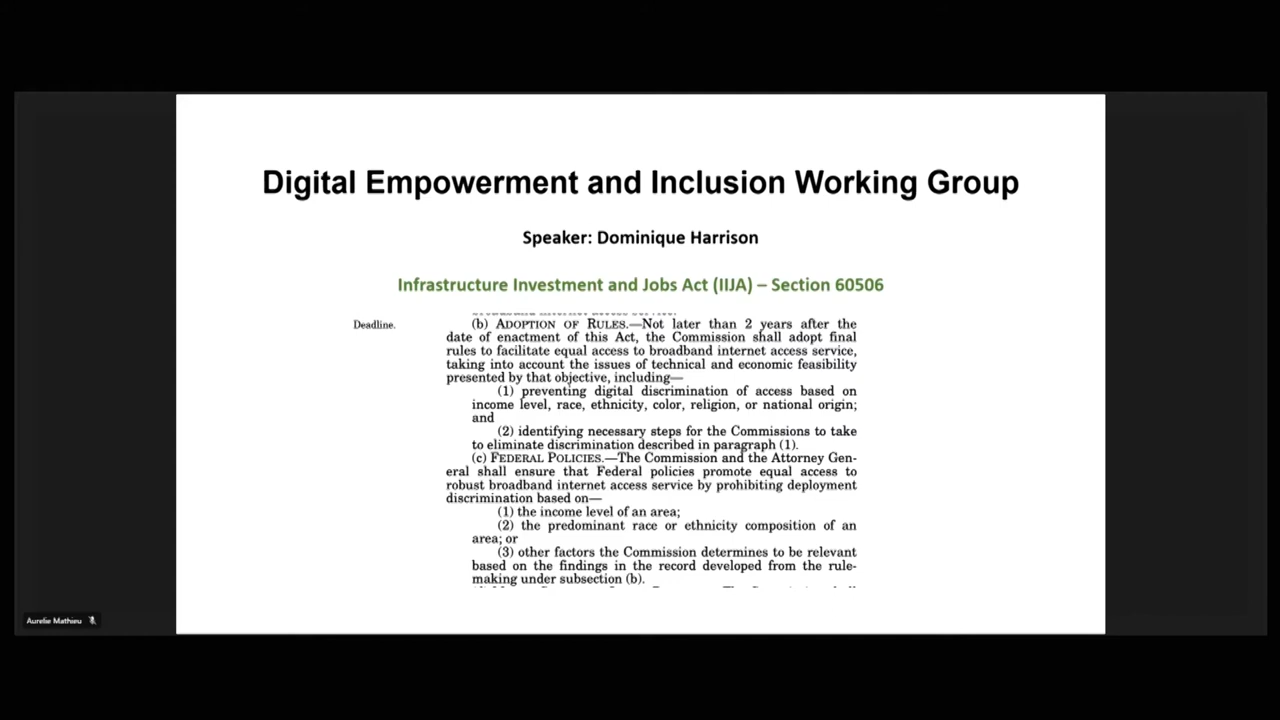 Digital Empowerment and Inclusion Working Group
Speaker: Dominique Harrison
Infrastructure Investment and Jobs Act (IIJA) – Section 60506
Deadline.
(b) ADOPTION OF RULES.—Not later than 2 years after the
date of enactment of this Act, the Commission shall adopt final
rules to facilitate equal access to broadband internet access service,
taking into account the issues of technical and economic feasibility
presented by that objective, including—
(1) preventing digital discrimination of access based on
income level, race, ethnicity, color, religion, or national origin;
and
(2) identifying necessary steps for the Commissions to take
to eliminate discrimination described in paragraph (1).
(c) FEDERAL POLICIES.—The Commission and the Attorney Gen-
eral shall ensure that Federal policies promote equal access to
robust broadband internet access service by prohibiting deployment
discrimination based on—
(1) the income level of an area;
(2) the predominant race or ethnicity composition of an
area; or
(3) other factors the Commission determines to be relevant
based on the findings in the record developed from the rule-
making under subsection (b).
Aurelie Mathieu